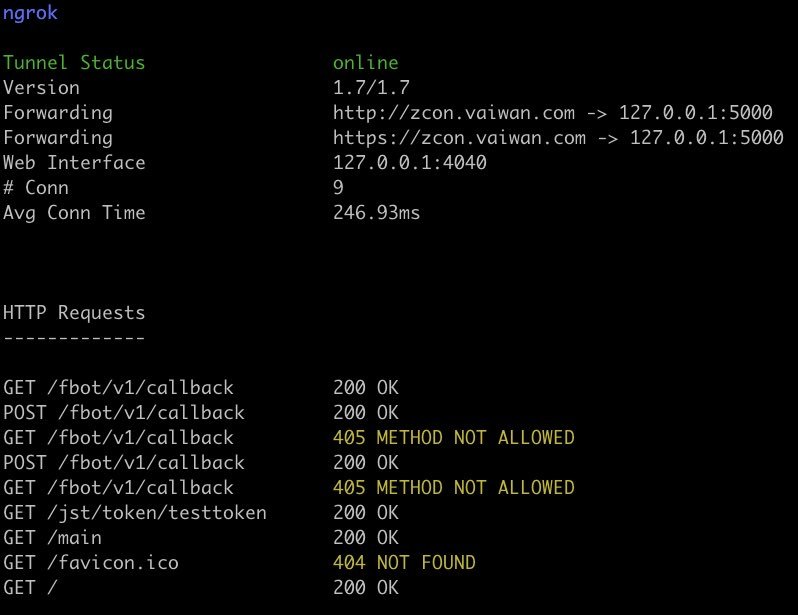 ngrok
Tunnel Status online
Version 1.7/1.7
Forwarding http://zcon.vaiwan.com -> 127.0.0.1:5000
Forwarding https://zcon.vaiwan.com -> 127.0.0.1:5000
Web Interface 127.0.0.1:4040
# Conn 9
Avg Conn Time 246.93ms
HTTP Requests
-------------
GET /fbot/v1/callback 200 OK
POST /fbot/v1/callback 200 OK
GET /fbot/v1/callback 405 METHOD NOT ALLOWED
POST /fbot/v1/callback 200 OK
GET /fbot/v1/callback 405 METHOD NOT ALLOWED
GET /jst/token/testtoken 200 OK
GET /main 200 OK
GET /favicon.ico 404 NOT FOUND
GET / 200 OK